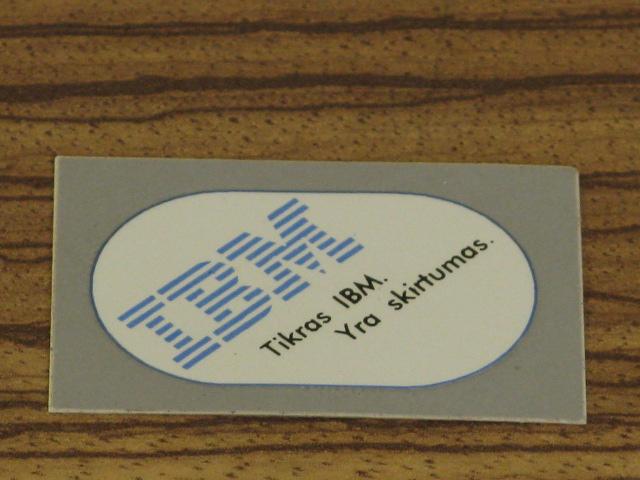 IBM
Tikras IBM.
Yra skirtumas.